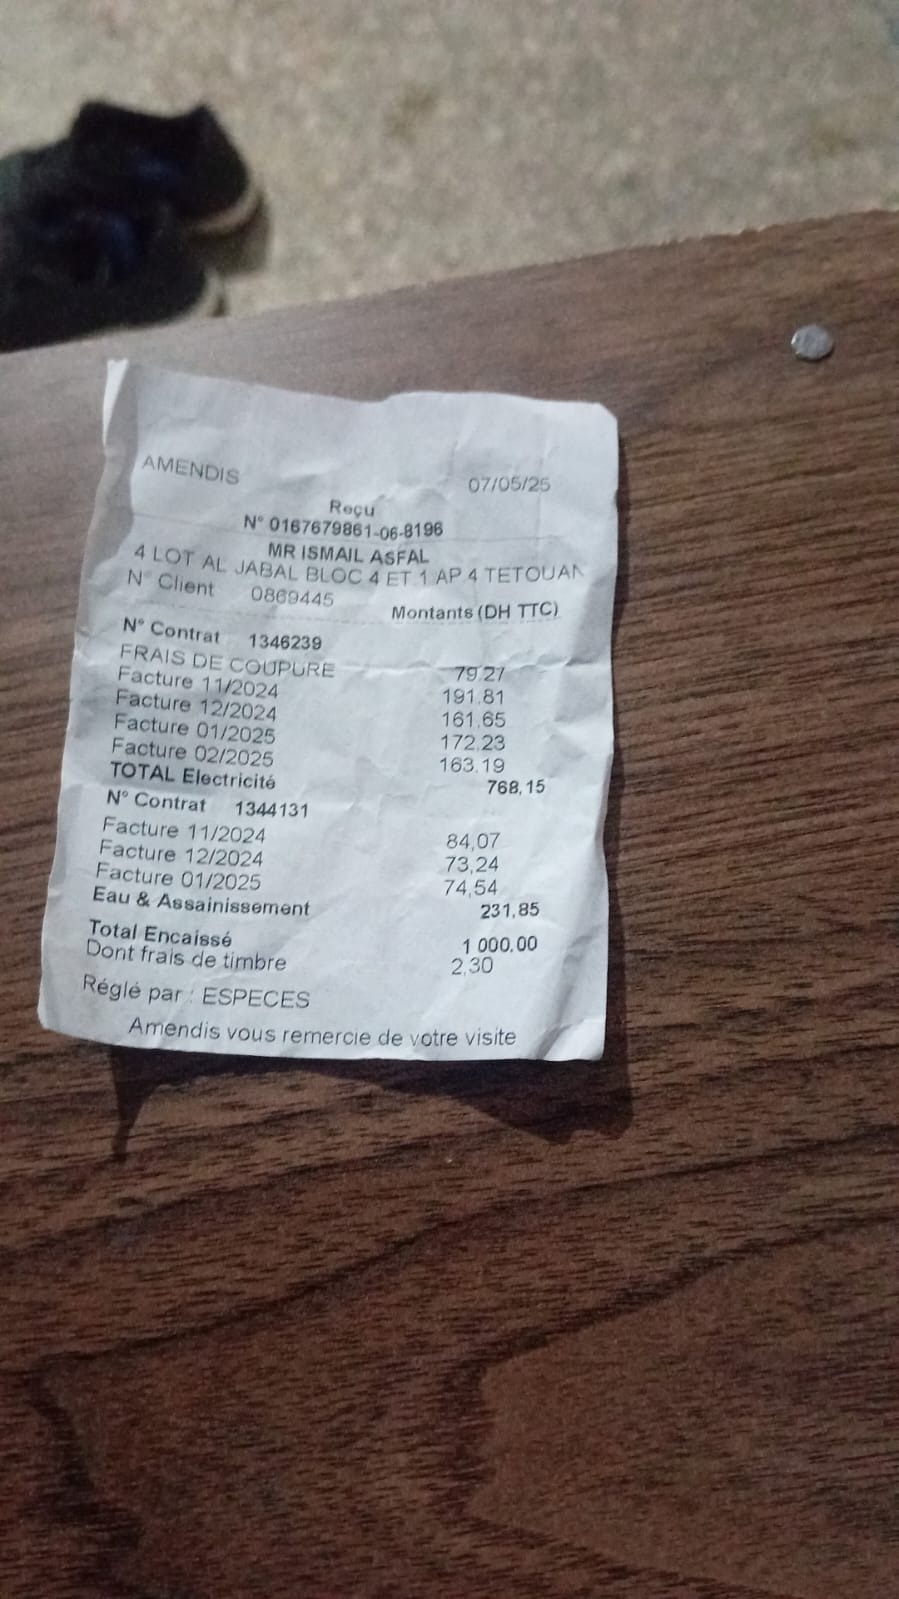 AMENDIS 07/05/25
Reçu
N° 0167679861-06-8196
MR ISMAIL ASFAL
4 LOT AL JABAL BLOC 4 ET 1 AP 4 TETOUAN
N° Client 0869445
Montants (DH TTC)
N° Contrat 1346239
FRAIS DE COUPURE 79.27
Facture 11/2024 191.81
Facture 12/2024 161,65
Facture 01/2025 172,23
Facture 02/2025 163,19
TOTAL Electricité 768,15
N° Contrat 1344131
Facture 11/2024 84,07
Facture 12/2024 73,24
Facture 01/2025 74,54
Eau & Assainissement 231,85
Total Encaissé 1 000.00
Dont frais de timbre 2,30
Réglé par : ESPECES
Amendis vous remercie de votre visite